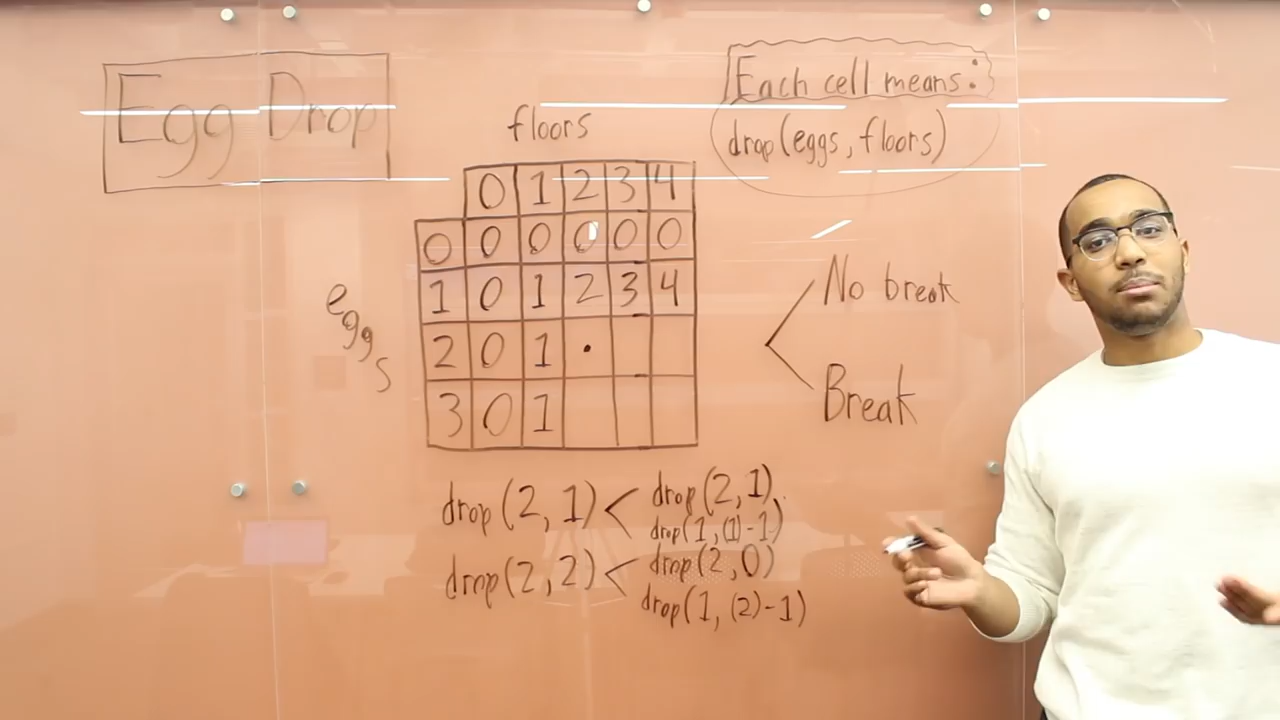 Egg Drop
Each cell means:
drop(eggs, floors)
floors
0 1 2 3 4
0 0 0 0 0 0
1 0 1 2 3 4
2 0 1 .
3 0 1
eggs
No break
Break
drop(2, 1) < drop(2, 1)
drop(1, (1)-1)
drop(2, 2) < drop(2, 0)
drop(1, (2)-1)